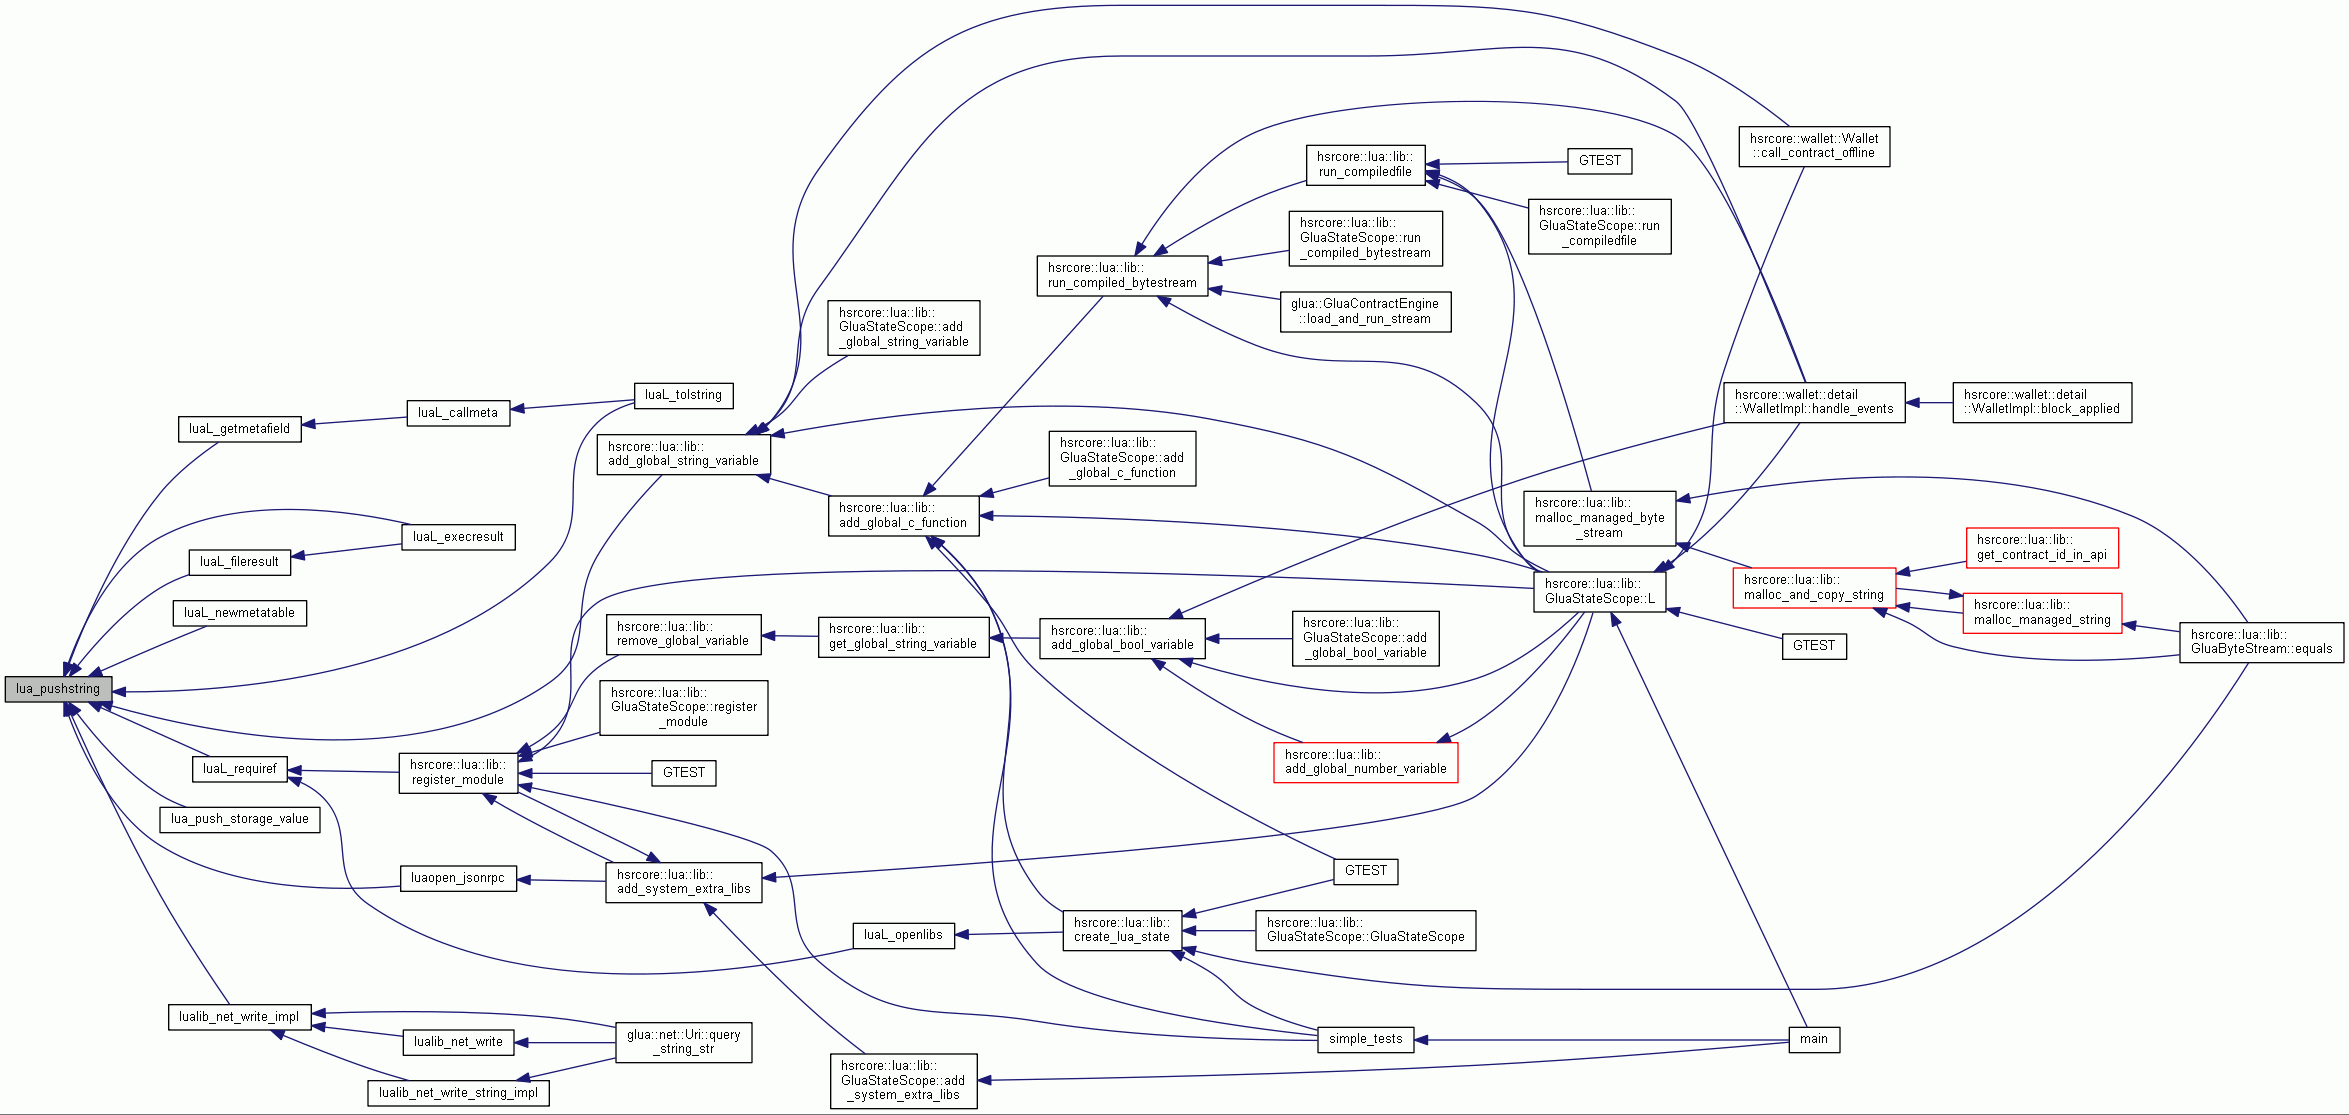 lua_pushstring
luaL_getmetafield
luaL_callmeta
luaL_tolstring
luaL_execresult
luaL_fileresult
luaL_newmetatable
luaL_requiref
lua_push_storage_value
luaopen_jsonrpc
lualib_net_write_impl
lualib_net_write
lualib_net_write_string_impl
glua::net::Uri::query
_string_str
hsrcore::lua::lib::
register_module
hsrcore::lua::lib::
add_global_string_variable
hsrcore::lua::lib::
remove_global_variable
hsrcore::lua::lib::
GluaStateScope::register
_module
GTEST
hsrcore::lua::lib::
add_system_extra_libs
hsrcore::lua::lib::
GluaStateScope::add
_global_string_variable
hsrcore::lua::lib::
add_global_c_function
hsrcore::lua::lib::
get_global_string_variable
luaL_openlibs
hsrcore::lua::lib::
GluaStateScope::add
_system_extra_libs
hsrcore::lua::lib::
run_compiled_bytestream
hsrcore::lua::lib::
GluaStateScope::add
_global_c_function
hsrcore::lua::lib::
add_global_bool_variable
hsrcore::lua::lib::
create_lua_state
hsrcore::lua::lib::
run_compiledfile
hsrcore::lua::lib::
GluaStateScope::run
_compiled_bytestream
glua::GluaContractEngine
::load_and_run_stream
hsrcore::lua::lib::
GluaStateScope::add
_global_bool_variable
hsrcore::lua::lib::
add_global_number_variable
GTEST
hsrcore::lua::lib::
GluaStateScope::GluaStateScope
simple_tests
GTEST
hsrcore::lua::lib::
GluaStateScope::run
_compiledfile
hsrcore::lua::lib::
malloc_managed_byte
_stream
hsrcore::lua::lib::
GluaStateScope::L
hsrcore::wallet::Wallet
::call_contract_offline
hsrcore::wallet::detail
::WalletImpl::handle_events
hsrcore::lua::lib::
malloc_and_copy_string
GTEST
main
hsrcore::wallet::detail
::WalletImpl::block_applied
hsrcore::lua::lib::
get_contract_id_in_api
hsrcore::lua::lib::
malloc_managed_string
hsrcore::lua::lib::
GluaByteStream::equals